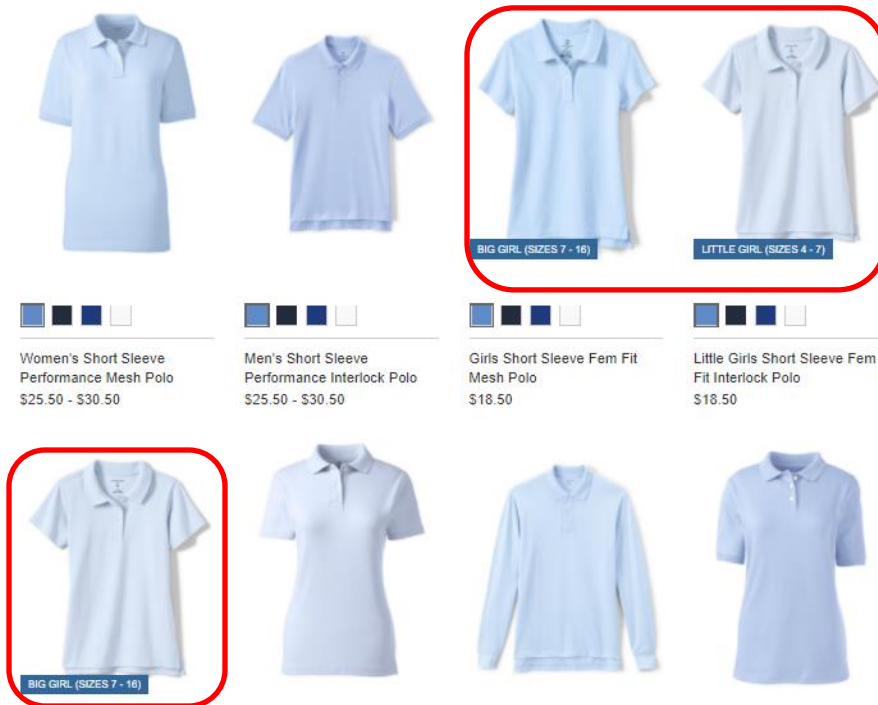 BIG GIRL (SIZES 7 - 16)
LITTLE GIRL (SIZES 4 - 7)
Women's Short Sleeve
Performance Mesh Polo
$25.50 - $30.50
Men's Short Sleeve
Performance Interlock Polo
$25.50 - $30.50
Girls Short Sleeve Fem Fit
Mesh Polo
$18.50
Little Girls Short Sleeve Fem
Fit Interlock Polo
$18.50
BIG GIRL (SIZES 7 - 16)